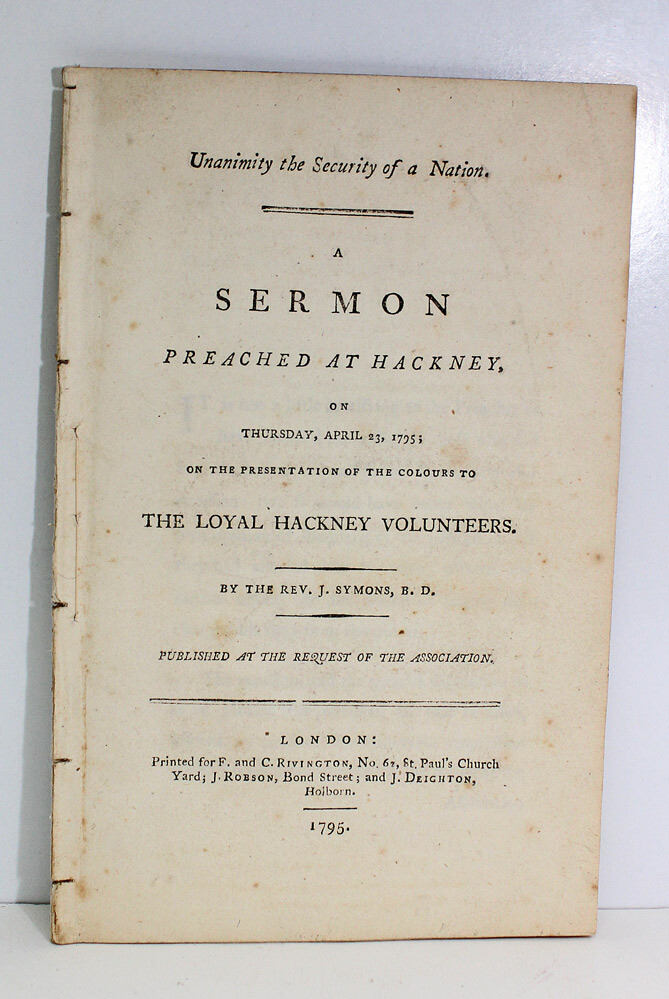 Unanimity the Security of a Nation.
A
SERMON
PREACHED AT HACKNEY,
ON
THURSDAY, APRIL 23, 1795;
ON THE PRESENTATION OF THE COLOURS TO
THE LOYAL HACKNEY VOLUNTEERS.
BY THE REV. J. SYMONS, B. D.
PUBLISHED AT THE REQUEST OF THE ASSOCIATION.
LONDON:
Printed for F. and C. RIVINGTON, No. 62, St. Paul's Church
Yard; J. ROBSON, Bond Street; and J. DEIGHTON,
Holborn.
1795.